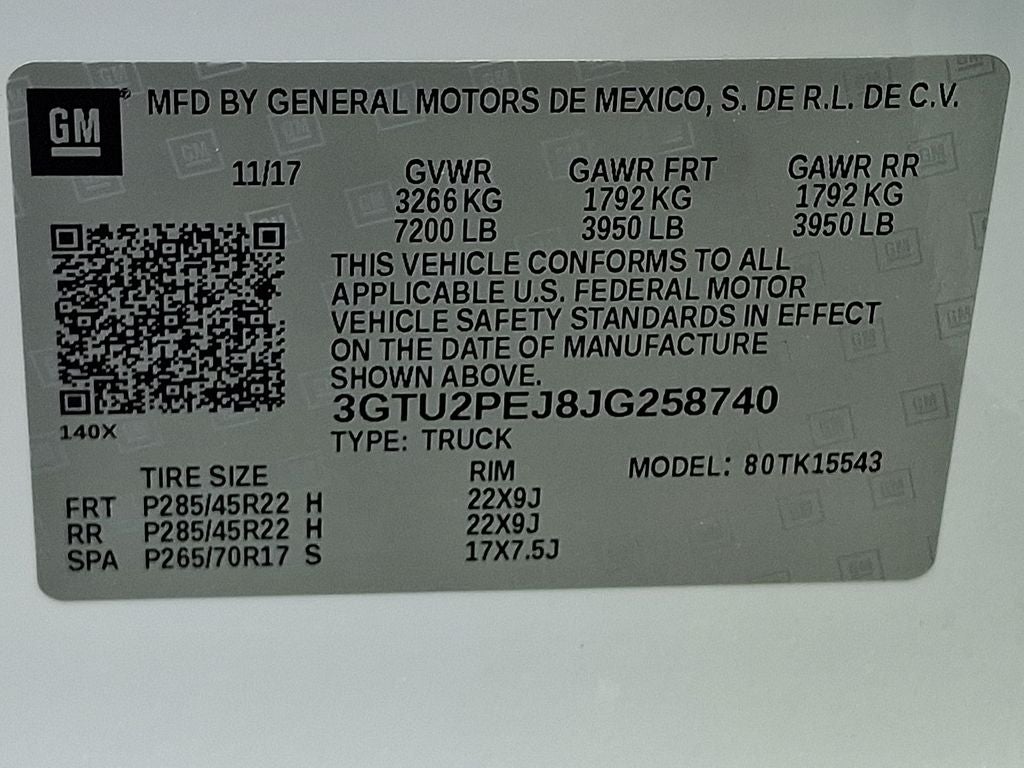 GM MFD BY GENERAL MOTORS DE MEXICO, S. DE R.L. DE C.V.
11/17 GVWR GAWR FRT GAWR RR
3266 KG 1792 KG 1792 KG
7200 LB 3950 LB 3950 LB
THIS VEHICLE CONFORMS TO ALL
APPLICABLE U.S. FEDERAL MOTOR
VEHICLE SAFETY STANDARDS IN EFFECT
ON THE DATE OF MANUFACTURE
SHOWN ABOVE.
3GTU2PEJ8JG258740
140X
TYPE: TRUCK
TIRE SIZE RIM MODEL: 80TK15543
FRT P285/45R22 H 22X9J
RR P285/45R22 H 22X9J
SPA P265/70R17 S 17X7.5J